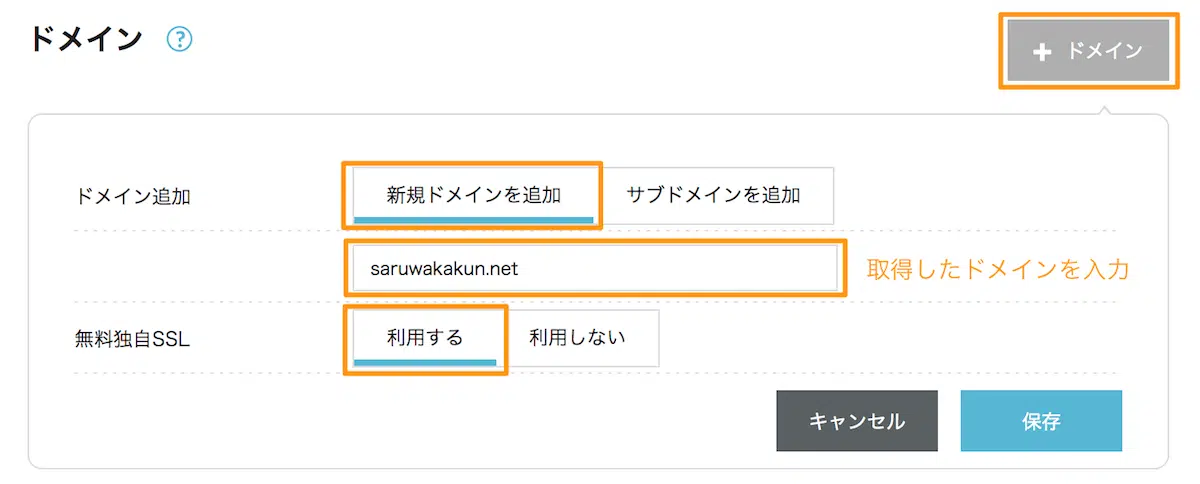 ドメイン ?
+ ドメイン
ドメイン追加 新規ドメインを追加 サブドメインを追加
saruwakakun.net 取得したドメインを入力
無料独自SSL 利用する 利用しない
キャンセル 保存